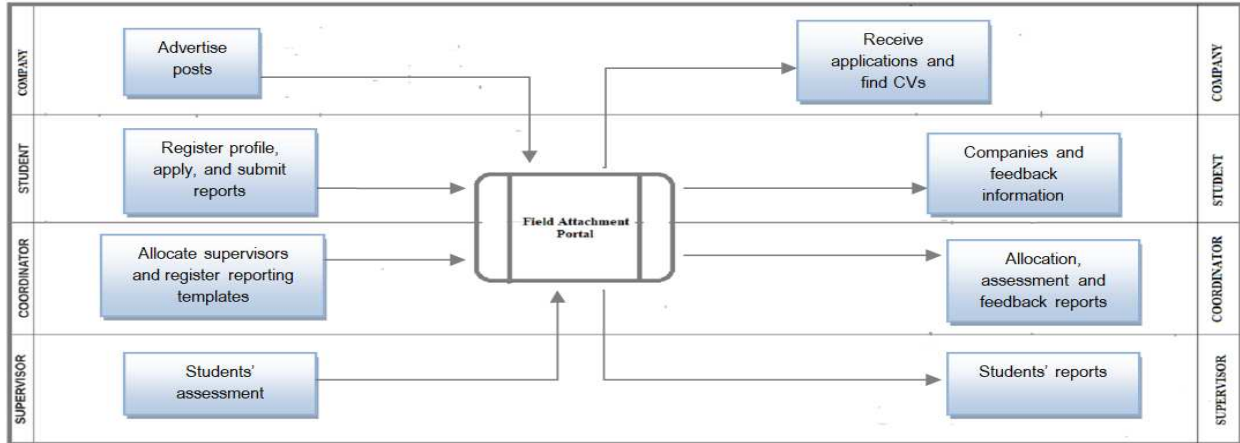 COMPANY
Advertise
posts
Receive
applications and
find CVs
COMPANY
STUDENT
Register profile,
apply, and submit
reports
Companies and
feedback
information
STUDENT
Field Attachment
Portal
COORDINATOR
Allocate supervisors
and register reporting
templates
Allocation,
assessment and
feedback reports
COORDINATOR
SUPERVISOR
Students’
assessment
Students’ reports
SUPERVISOR